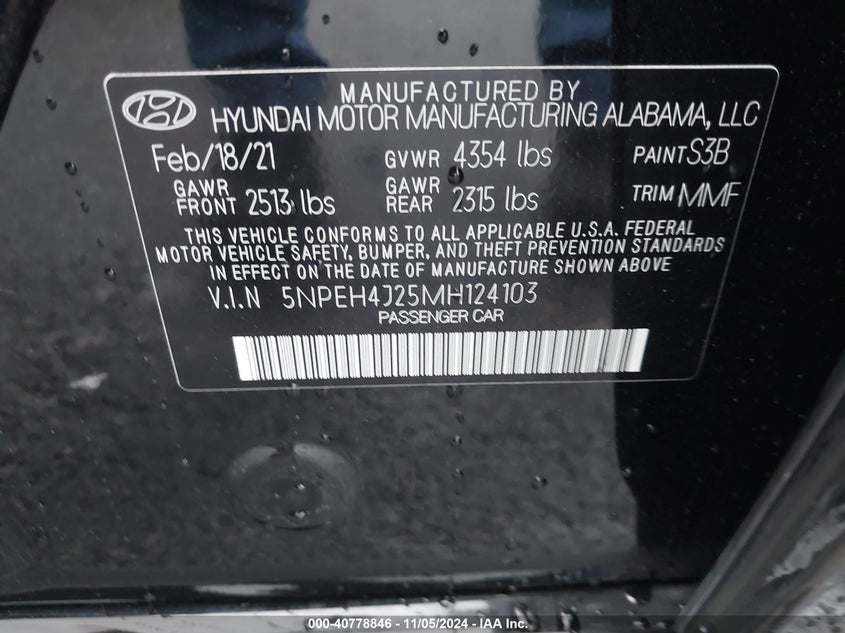 MANUFACTURED BY
HYUNDAI MOTOR MANUFACTURING ALABAMA, LLC
Feb/18/21 GVWR 4354 lbs PAINT S3B
GAWR FRONT 2513 lbs GAWR REAR 2315 lbs TRIM MMF
THIS VEHICLE CONFORMS TO ALL APPLICABLE U.S.A. FEDERAL
MOTOR VEHICLE SAFETY, BUMPER, AND THEFT PREVENTION STANDARDS
IN EFFECT ON THE DATE OF MANUFACTURE SHOWN ABOVE
V.I.N 5NPEH4J25MH124103
PASSENGER CAR
000-40778846 - 11/05/2024 - IAA Inc.